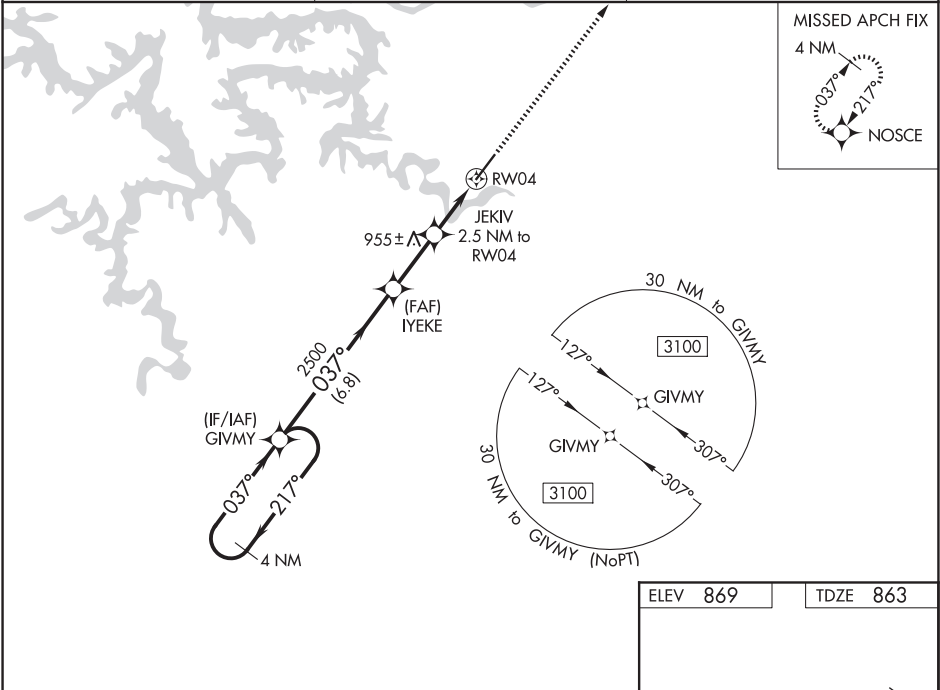 MISSED APCH FIX
4 NM
037°
217°
NOSCE
RW04
JEKIV
2.5 NM to
RW04
955±
(FAF)
IYEKE
2500
037°
(6.8)
(IF/IAF)
GIVMY
037°
217°
4 NM
30 NM to GIVMY
3100
127°
GIVMY
307°
127°
GIVMY
307°
3100
30 NM to GIVMY (NoPT)
ELEV 869
TDZE 863